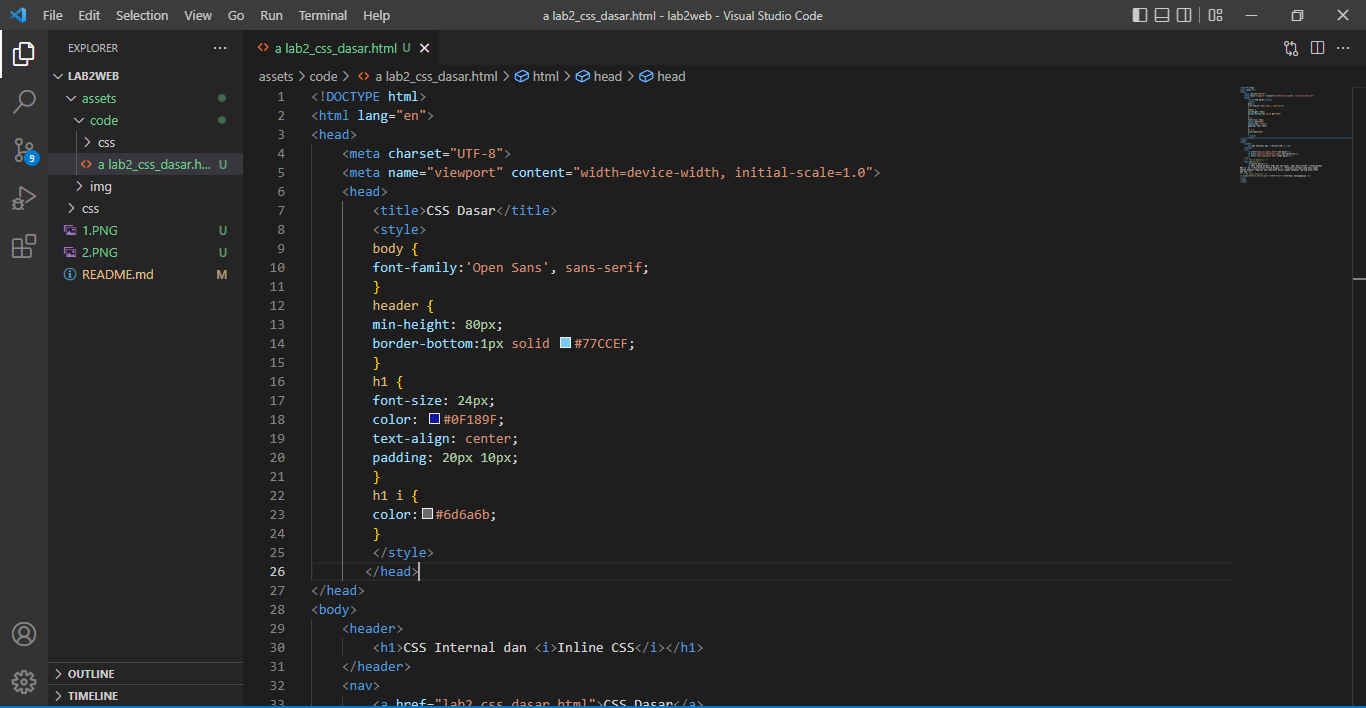 File Edit Selection View Go Run Terminal Help a lab2_css_dasar.html - lab2web - Visual Studio Code
EXPLORER
LAB2WEB
assets
code
css
a lab2_css_dasar.h... U
img
css
1.PNG U
2.PNG U
README.md M
9
OUTLINE
TIMELINE
a lab2_css_dasar.html U
assets > code > a lab2_css_dasar.html > html > head > head
1 <!DOCTYPE html>
2 <html lang="en">
3 <head>
4 <meta charset="UTF-8">
5 <meta name="viewport" content="width=device-width, initial-scale=1.0">
6 <head>
7 <title>CSS Dasar</title>
8 <style>
9 body {
10 font-family:'Open Sans', sans-serif;
11 }
12 header {
13 min-height: 80px;
14 border-bottom:1px solid #77CCEF;
15 }
16 h1 {
17 font-size: 24px;
18 color: #0F189F;
19 text-align: center;
20 padding: 20px 10px;
21 }
22 h1 i {
23 color:#6d6a6b;
24 }
25 </style>
26 </head>
27 </head>
28 <body>
29 <header>
30 <h1>CSS Internal dan <i>Inline CSS</i></h1>
31 </header>
32 <nav>
33 <a href="lab2_css_dasar.html">CSS Dasar</a>